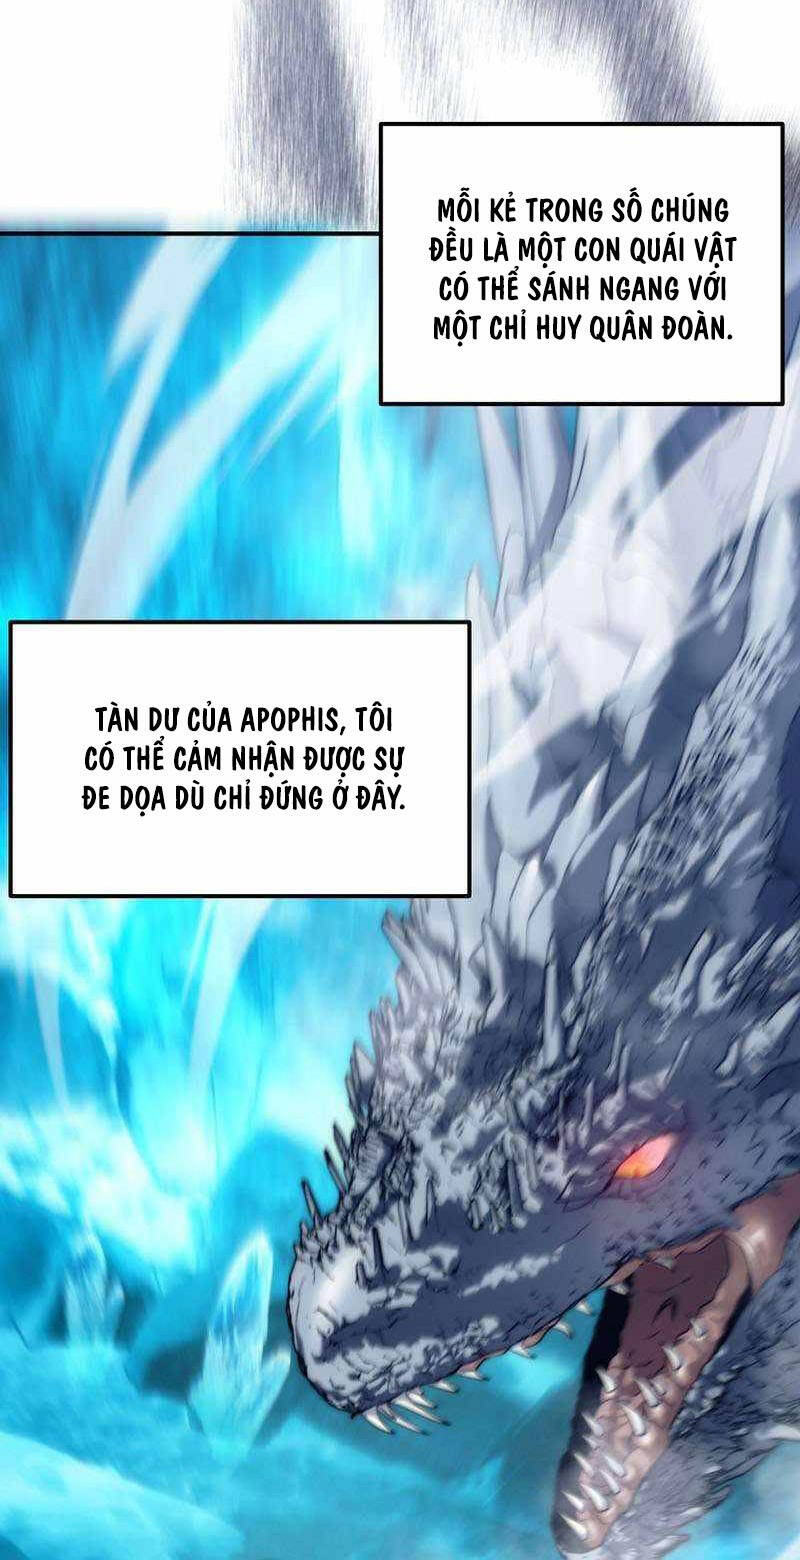 MỖI KẺ TRONG SỐ CHÚNG
ĐỀU LÀ MỘT CON QUÁI VẬT
CÓ THỂ SÁNH NGANG VỚI
MỘT CHỈ HUY QUÂN ĐOÀN.
TÀN DƯ CỦA APOPHIS, TÔI
CÓ THỂ CẢM NHẬN ĐƯỢC SỰ
ĐE DỌA DÙ CHỈ ĐỨNG Ở ĐÂY.